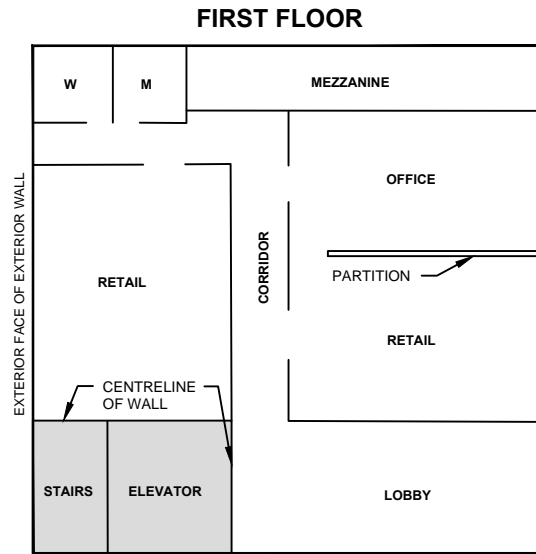 FIRST FLOOR
W
M
MEZZANINE
OFFICE
EXTERIOR FACE OF EXTERIOR WALL
CORRIDOR
PARTITION
RETAIL
RETAIL
CENTRELINE
OF WALL
STAIRS
ELEVATOR
LOBBY